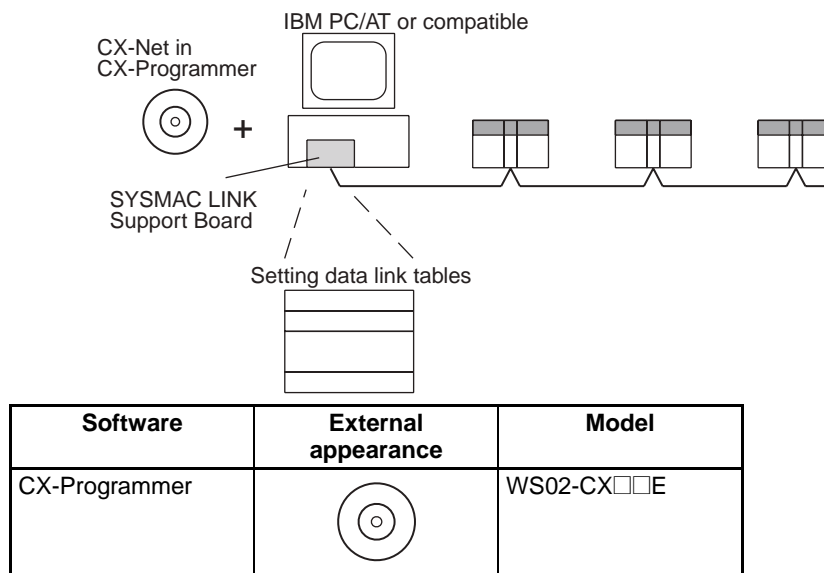 IBM PC/AT or compatible
CX-Net in
CX-Programmer
+
SYSMAC LINK
Support Board
Setting data link tables
Software
External
appearance
Model
CX-Programmer
WS02-CX□□E